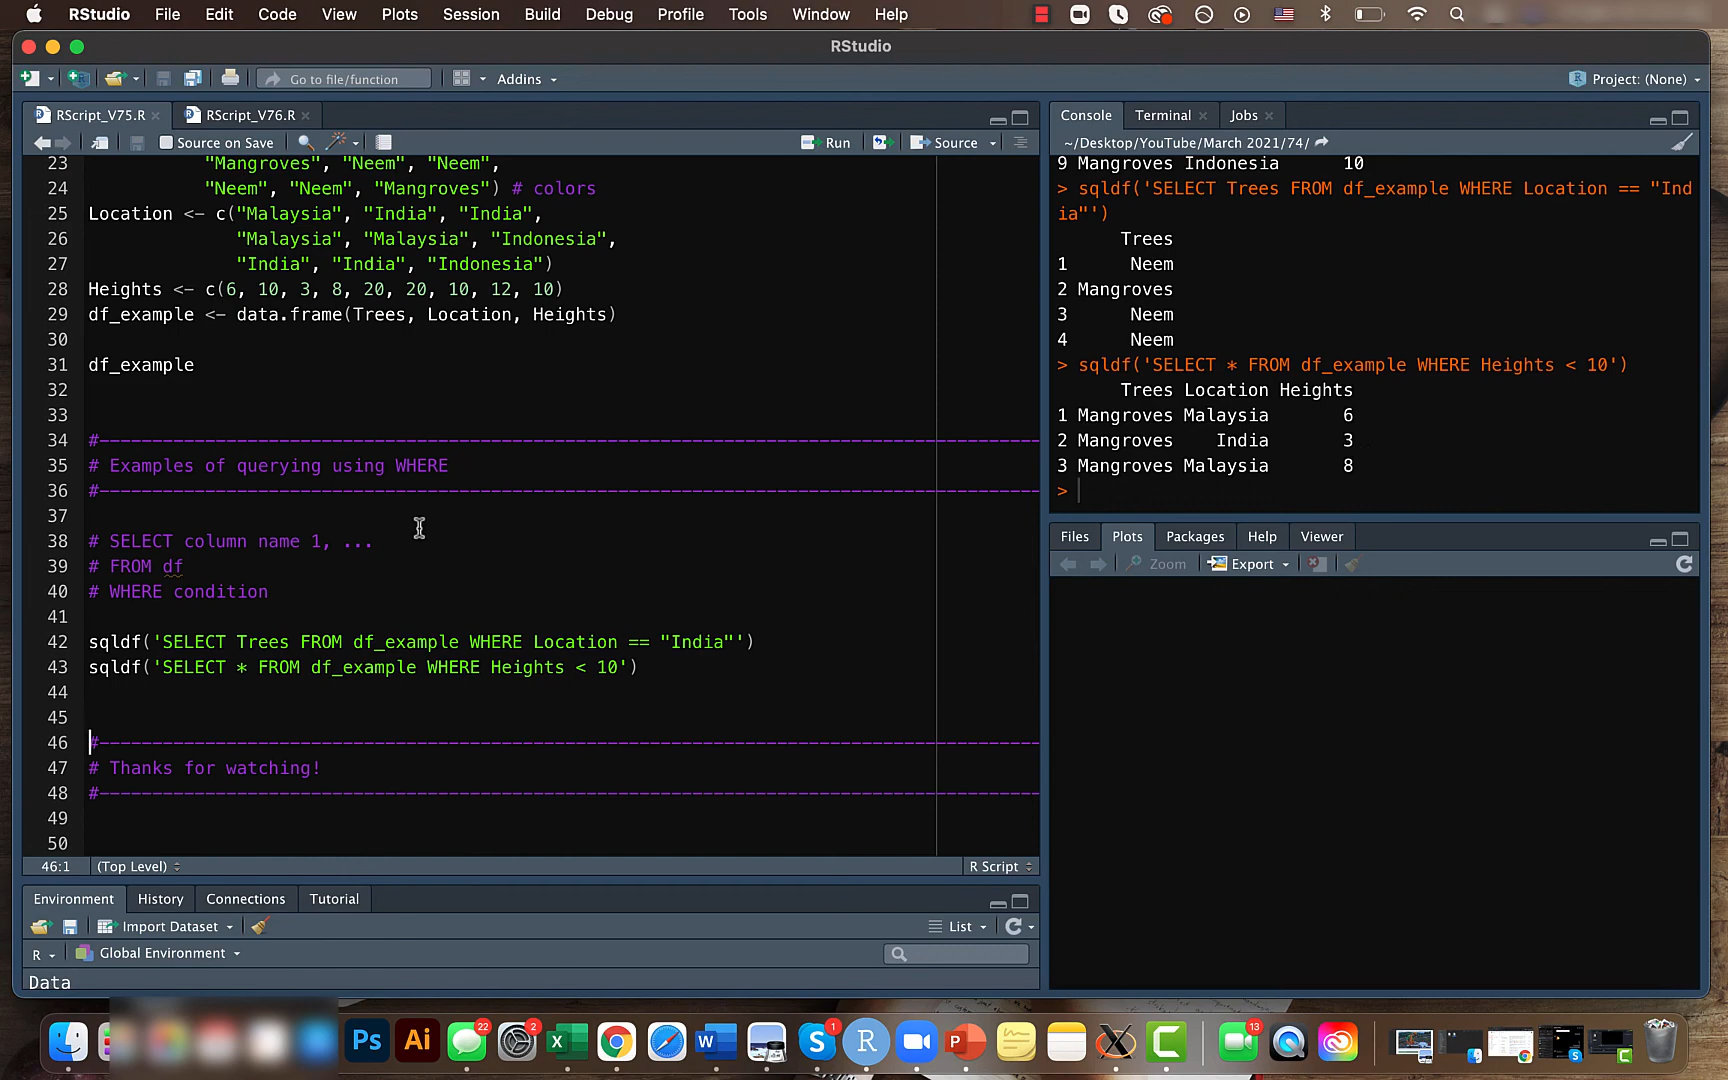 RStudio File Edit Code View Plots Session Build Debug Profile Tools Window Help
RStudio
Go to file/function Addins Project: (None)
RScript_V75.R RScript_V76.R
Source on Save Run Source
23 "Mangroves", "Neem", "Neem",
24 "Neem", "Neem", "Mangroves") # colors
25 Location <- c("Malaysia", "India", "India",
26 "Malaysia", "Malaysia", "Indonesia",
27 "India", "India", "Indonesia")
28 Heights <- c(6, 10, 3, 8, 20, 20, 10, 12, 10)
29 df_example <- data.frame(Trees, Location, Heights)
30
31 df_example
32
33
34 #------------------------------------------------------------------------------------------
35 # Examples of querying using WHERE
36 #------------------------------------------------------------------------------------------
37
38 # SELECT column name 1, ...
39 # FROM df
40 # WHERE condition
41
42 sqldf('SELECT Trees FROM df_example WHERE Location == "India"')
43 sqldf('SELECT * FROM df_example WHERE Heights < 10')
44
45
46 #------------------------------------------------------------------------------------------
47 # Thanks for watching!
48 #------------------------------------------------------------------------------------------
49
50
46:1 (Top Level) R Script
Environment History Connections Tutorial
Import Dataset List
R Global Environment
Data
Console Terminal Jobs
~/Desktop/YouTube/March 2021/74/
9 Mangroves Indonesia 10
> sqldf('SELECT Trees FROM df_example WHERE Location == "Ind
ia"')
Trees
1 Neem
2 Mangroves
3 Neem
4 Neem
> sqldf('SELECT * FROM df_example WHERE Heights < 10')
Trees Location Heights
1 Mangroves Malaysia 6
2 Mangroves India 3
3 Mangroves Malaysia 8
>
Files Plots Packages Help Viewer
Zoom Export
Ps Ai 22 2 X W 1 S R P X C 13